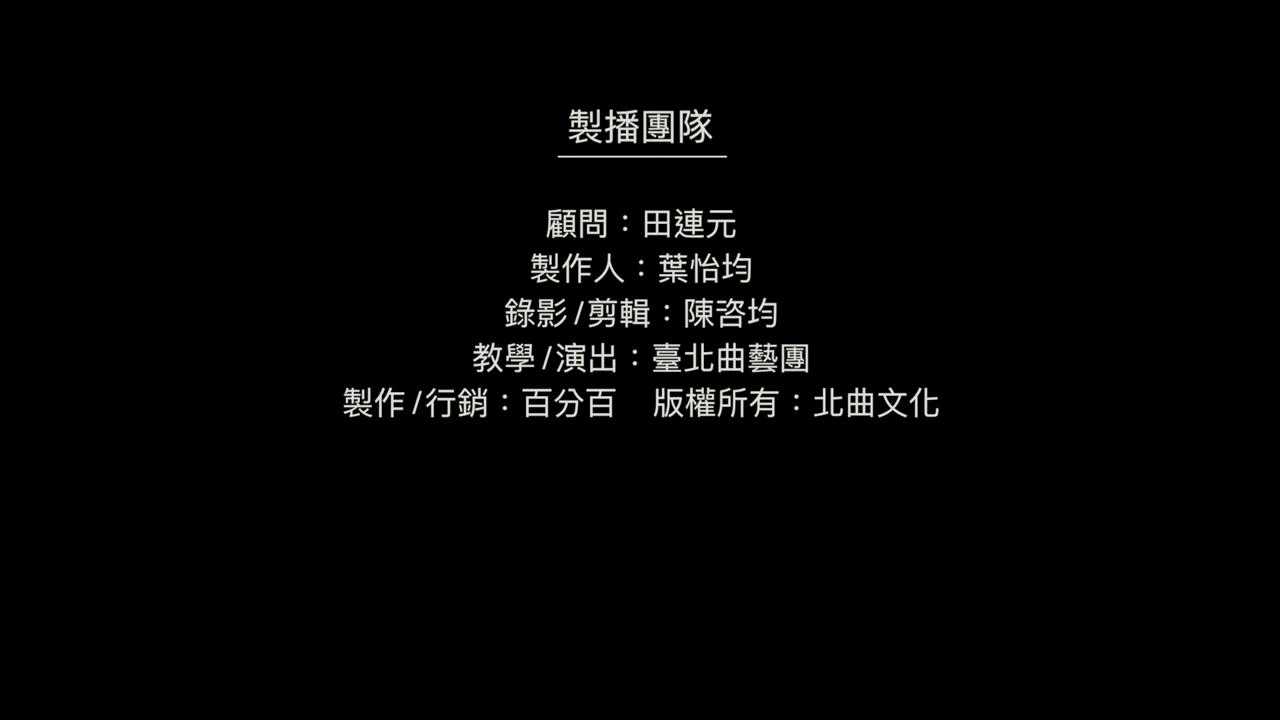 製播團隊
顧問：田連元
製作人：葉怡均
錄影/剪輯：陳咨均
教學/演出：臺北曲藝團
製作/行銷：百分百　版權所有：北曲文化